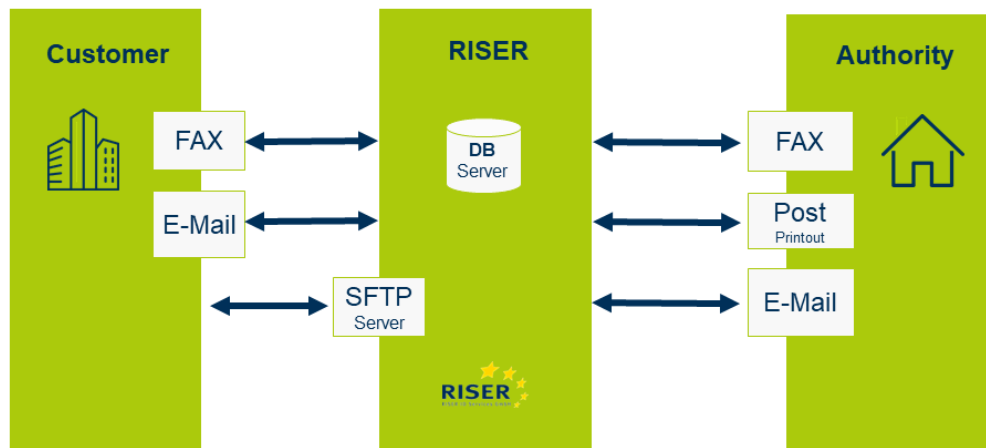 Customer
RISER
Authority
FAX
DB
Server
FAX
E-Mail
Post
Printout
SFTP
Server
E-Mail
RISER